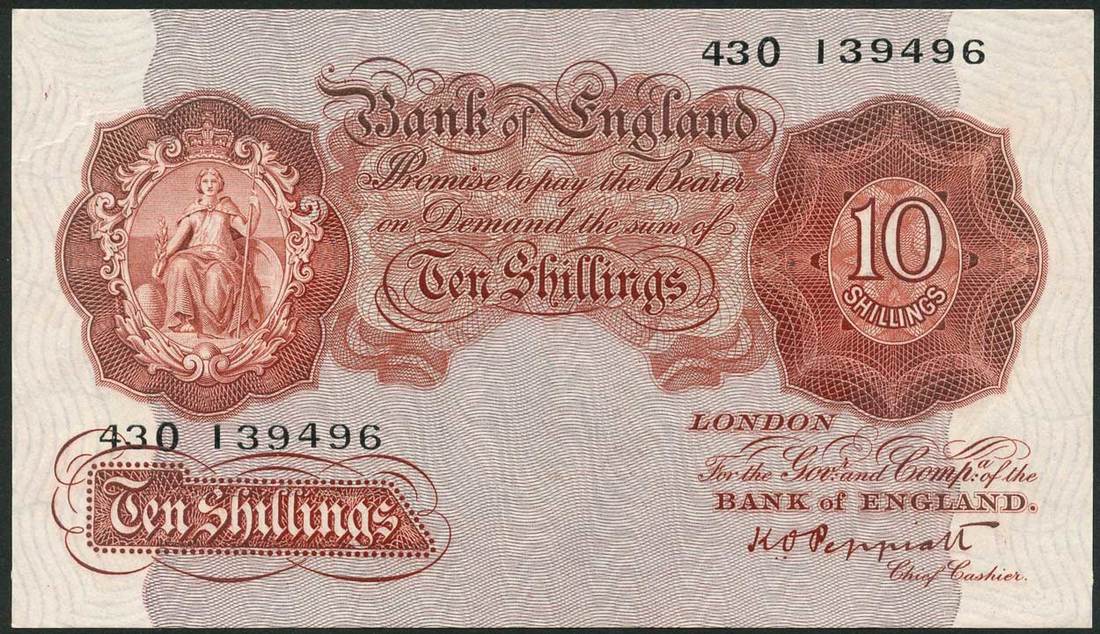 430 139496
Bank of England
Promise to pay the Bearer
on Demand the sum of
Ten Shillings
10
SHILLINGS
430 139496
Ten Shillings
LONDON
For the Govr. and Compa. of the
BANK of ENGLAND.
K O Peppiatt
Chief Cashier.